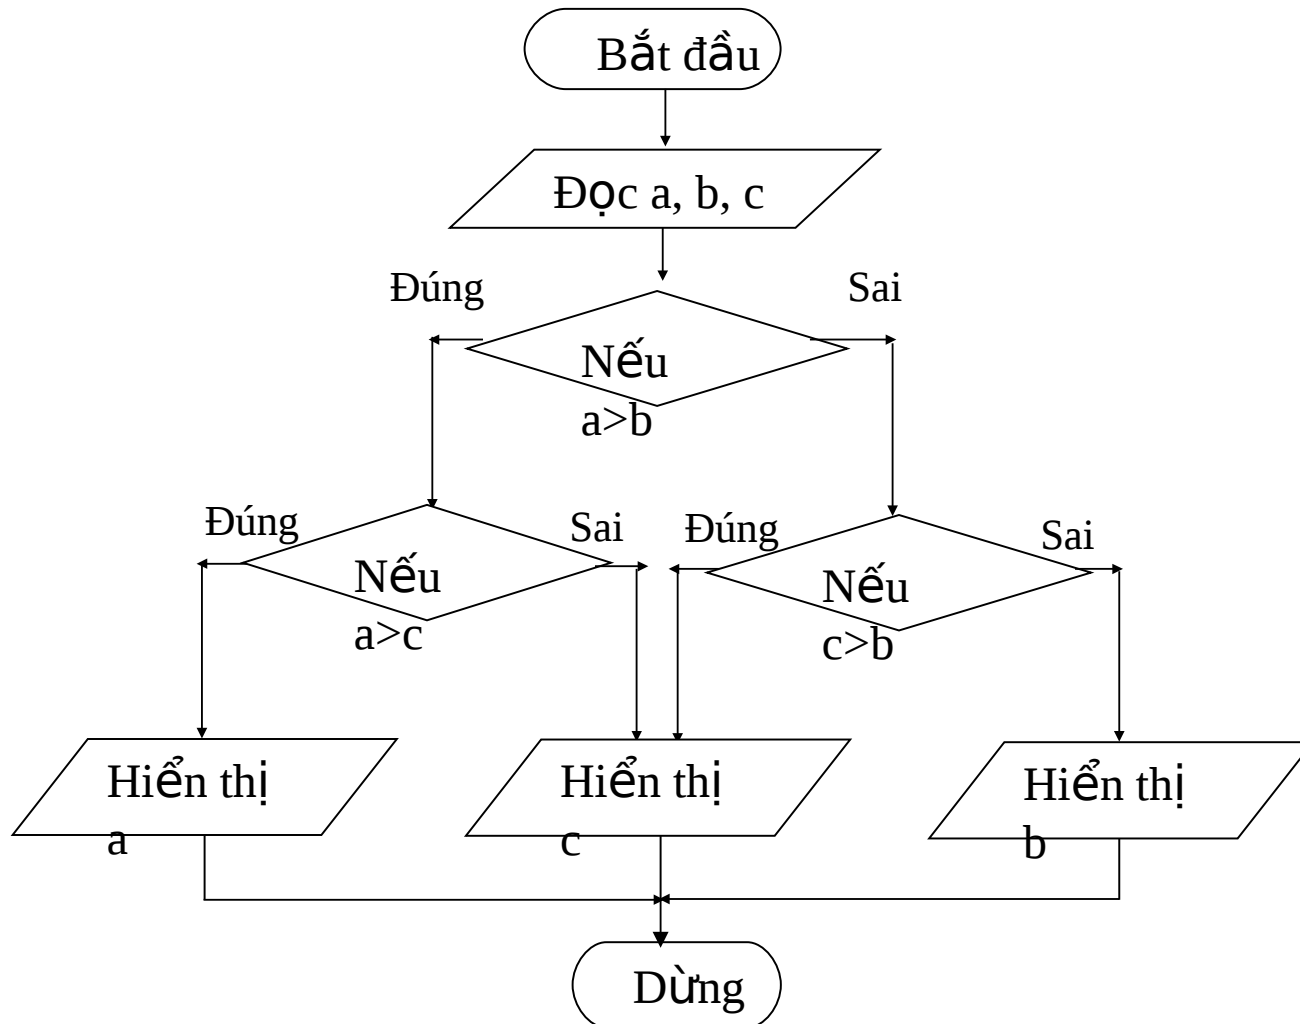 Bắt đầu
Đọc a, b, c
Đúng
Sai
Nếu
a>b
Đúng
Sai
Đúng
Sai
Nếu
a>c
Nếu
c>b
Hiển thị
a
Hiển thị
c
Hiển thị
b
Dừng